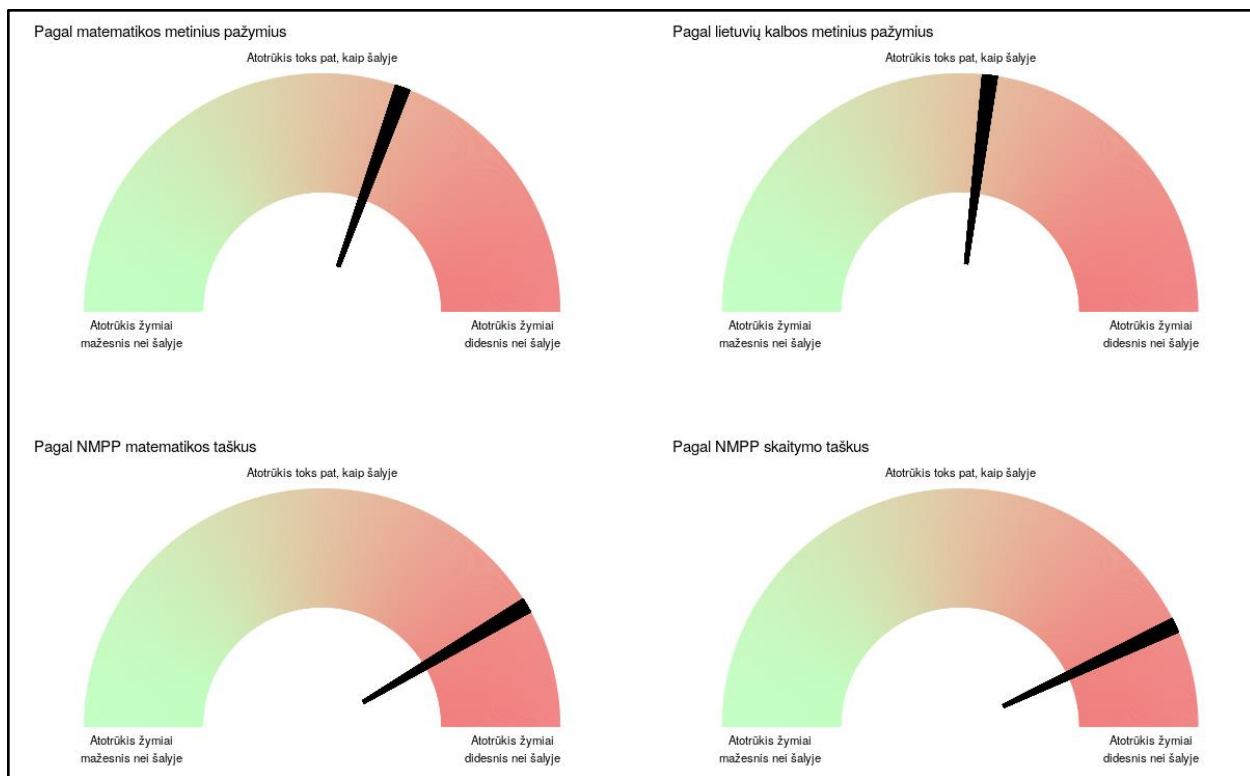 Pagal matematikos metinius pažymius
Atotrūkis toks pat, kaip šalyje
Atotrūkis žymiai
mažesnis nei šalyje
Atotrūkis žymiai
didesnis nei šalyje
Pagal lietuvių kalbos metinius pažymius
Atotrūkis toks pat, kaip šalyje
Atotrūkis žymiai
mažesnis nei šalyje
Atotrūkis žymiai
didesnis nei šalyje
Pagal NMPP matematikos taškus
Atotrūkis toks pat, kaip šalyje
Atotrūkis žymiai
mažesnis nei šalyje
Atotrūkis žymiai
didesnis nei šalyje
Pagal NMPP skaitymo taškus
Atotrūkis toks pat, kaip šalyje
Atotrūkis žymiai
mažesnis nei šalyje
Atotrūkis žymiai
didesnis nei šalyje